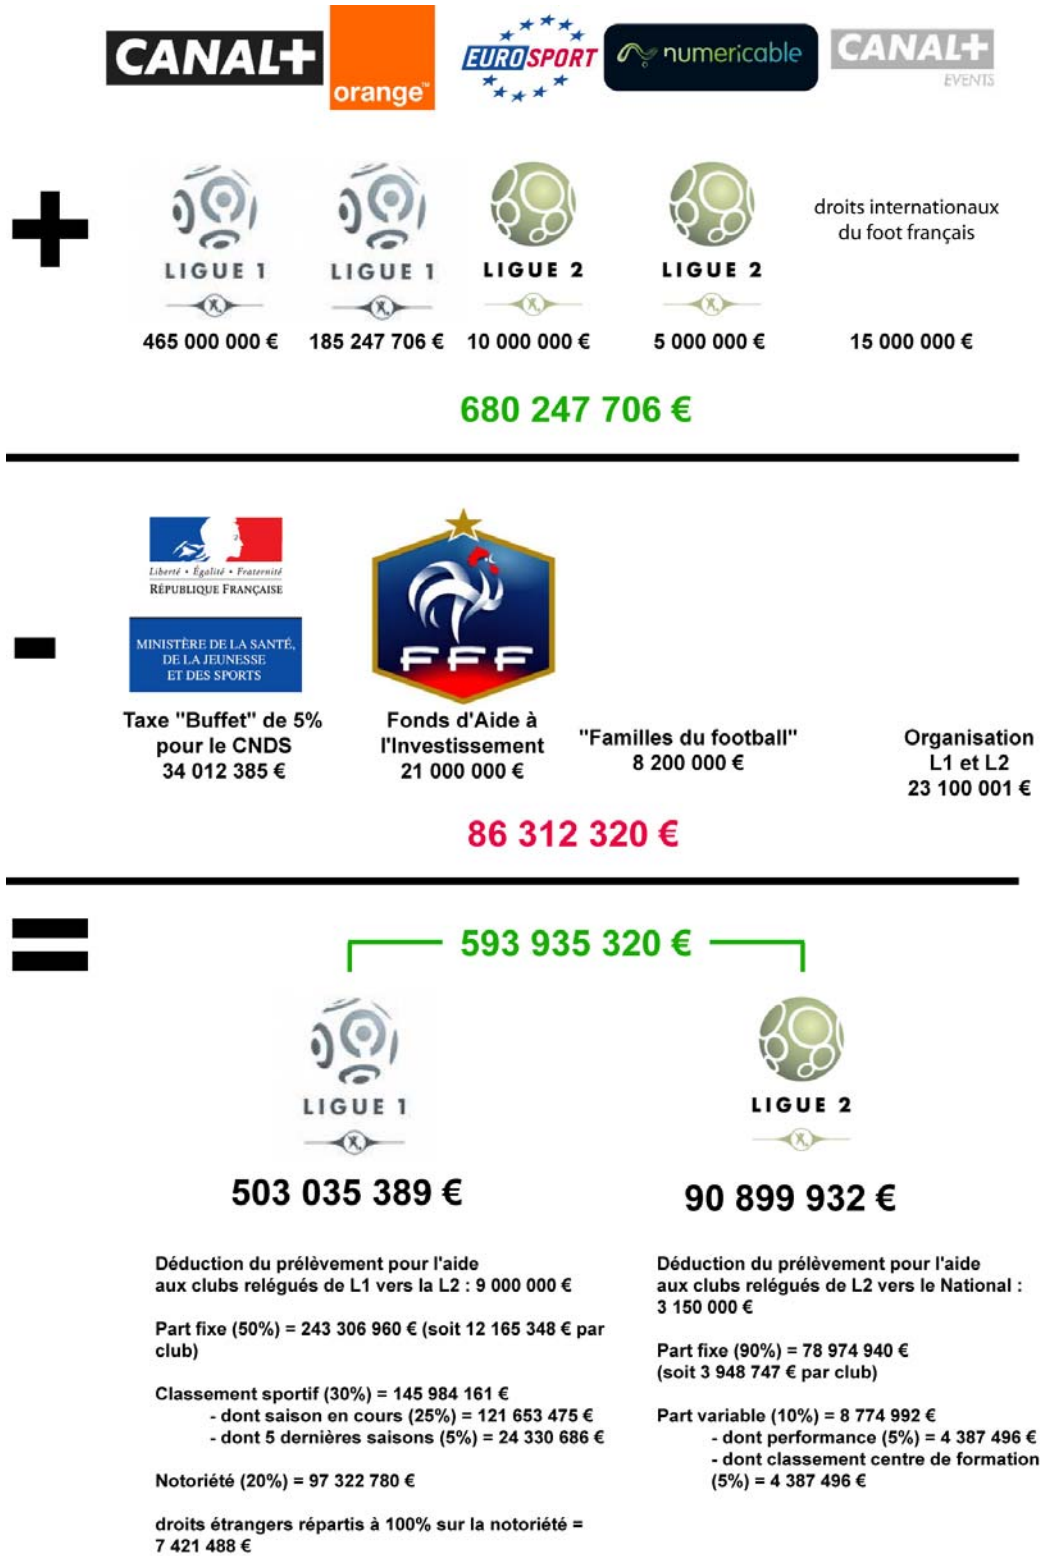 CANAL+
orange™
EUROSPORT
numericable
CANAL+
EVENTS
droits internationaux
du foot français
LIGUE 1
LIGUE 1
LIGUE 2
LIGUE 2
465 000 000 €
185 247 706 €
10 000 000 €
5 000 000 €
15 000 000 €
680 247 706 €
Liberté • Égalité • Fraternité
RÉPUBLIQUE FRANÇAISE
MINISTÈRE DE LA SANTÉ,
DE LA JEUNESSE
ET DES SPORTS
FFF
Taxe "Buffet" de 5%
pour le CNDS
34 012 385 €
Fonds d'Aide à
l'Investissement
21 000 000 €
"Familles du football"
8 200 000 €
Organisation
L1 et L2
23 100 001 €
86 312 320 €
593 935 320 €
LIGUE 1
503 035 389 €
Déduction du prélèvement pour l'aide
aux clubs relégués de L1 vers la L2 : 9 000 000 €
Part fixe (50%) = 243 306 960 € (soit 12 165 348 € par
club)
Classement sportif (30%) = 145 984 161 €
- dont saison en cours (25%) = 121 653 475 €
- dont 5 dernières saisons (5%) = 24 330 686 €
Notoriété (20%) = 97 322 780 €
droits étrangers répartis à 100% sur la notoriété =
7 421 488 €
LIGUE 2
90 899 932 €
Déduction du prélèvement pour l'aide
aux clubs relégués de L2 vers le National :
3 150 000 €
Part fixe (90%) = 78 974 940 €
(soit 3 948 747 € par club)
Part variable (10%) = 8 774 992 €
- dont performance (5%) = 4 387 496 €
- dont classement centre de formation
(5%) = 4 387 496 €